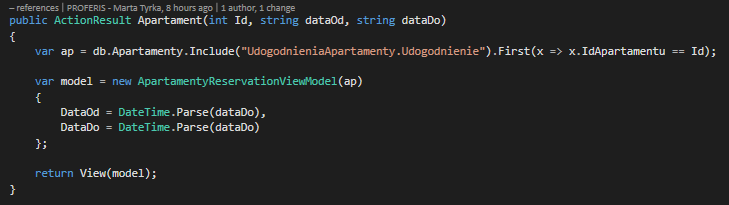 – references | PROFERIS - Marta Tyrka, 8 hours ago | 1 author, 1 change
public ActionResult Apartament(int Id, string dataOd, string dataDo)
{
    var ap = db.Apartamenty.Include("UdogodnieniaApartamenty.Udogodnienie").First(x => x.IdApartamentu == Id);

    var model = new ApartamentyReservationViewModel(ap)
    {
        DataOd = DateTime.Parse(dataDo),
        DataDo = DateTime.Parse(dataDo)
    };

    return View(model);
}